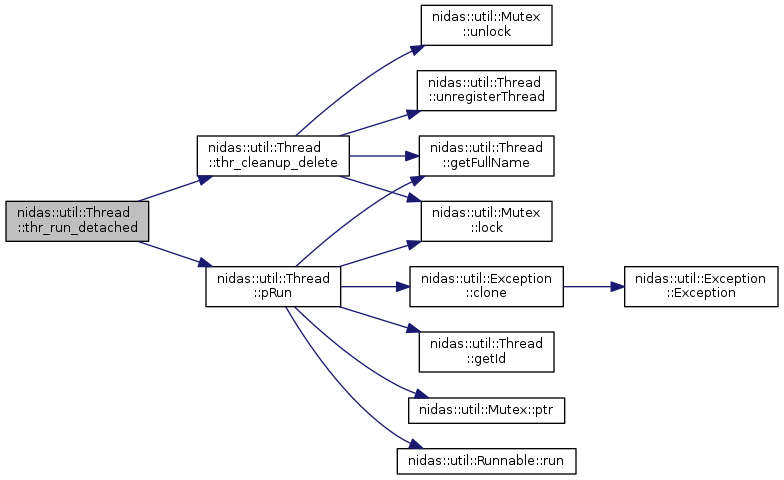 nidas::util::Mutex
::unlock
nidas::util::Thread
::unregisterThread
nidas::util::Thread
::thr_cleanup_delete
nidas::util::Thread
::getFullName
nidas::util::Thread
::thr_run_detached
nidas::util::Mutex
::lock
nidas::util::Thread
::pRun
nidas::util::Exception
::clone
nidas::util::Exception
::Exception
nidas::util::Thread
::getId
nidas::util::Mutex::ptr
nidas::util::Runnable::run